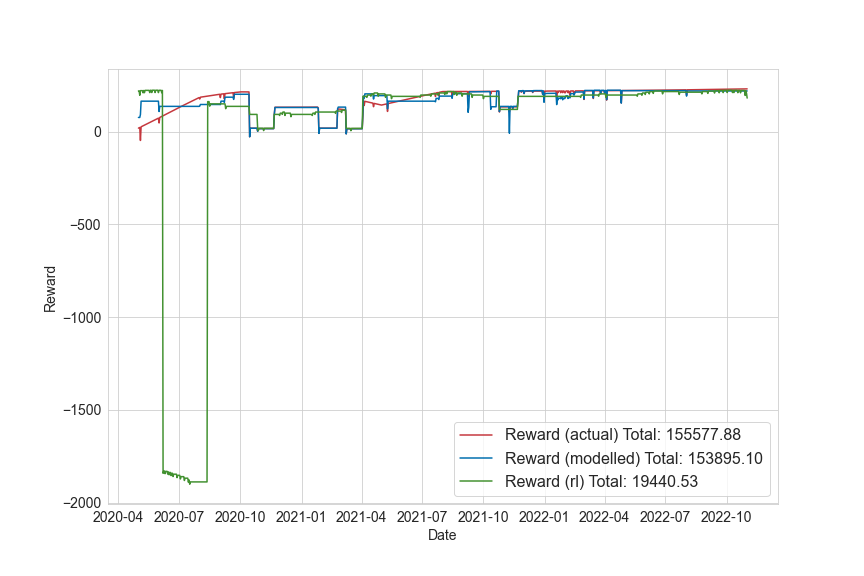 0
−500
−1000
−1500
−2000
Reward
Reward (actual) Total: 155577.88
Reward (modelled) Total: 153895.10
Reward (rl) Total: 19440.53
2020-04 2020-07 2020-10 2021-01 2021-04 2021-07 2021-10 2022-01 2022-04 2022-07 2022-10
Date